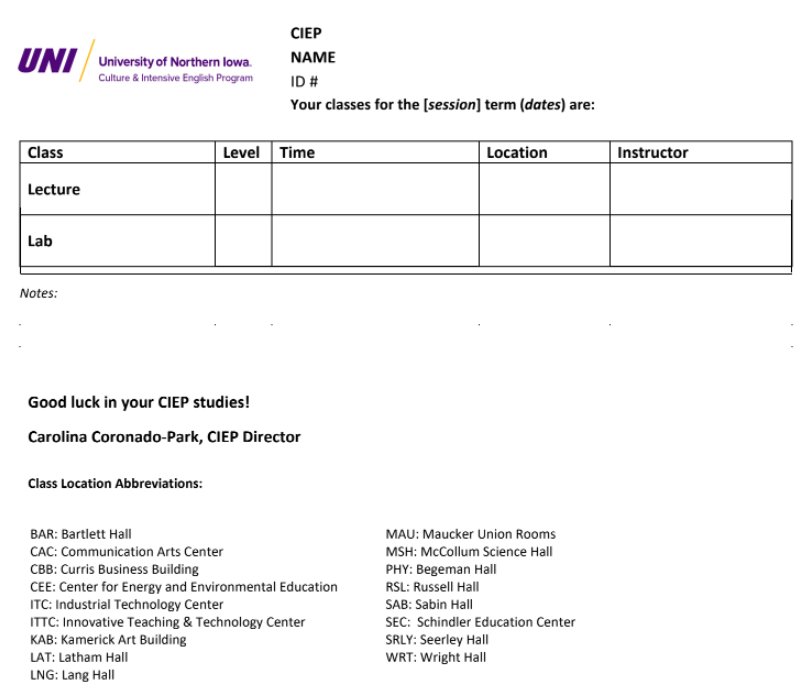 CIEP
UNI University of Northern Iowa.
Culture & Intensive English Program
NAME
ID #
Your classes for the [session] term (dates) are:
Class Level Time Location Instructor
Lecture
Lab
Notes:
Good luck in your CIEP studies!
Carolina Coronado-Park, CIEP Director
Class Location Abbreviations:
BAR: Bartlett Hall
CAC: Communication Arts Center
CBB: Curris Business Building
CEE: Center for Energy and Environmental Education
ITC: Industrial Technology Center
ITTC: Innovative Teaching & Technology Center
KAB: Kamerick Art Building
LAT: Latham Hall
LNG: Lang Hall
MAU: Maucker Union Rooms
MSH: McCollum Science Hall
PHY: Begeman Hall
RSL: Russell Hall
SAB: Sabin Hall
SEC: Schindler Education Center
SRLY: Seerley Hall
WRT: Wright Hall